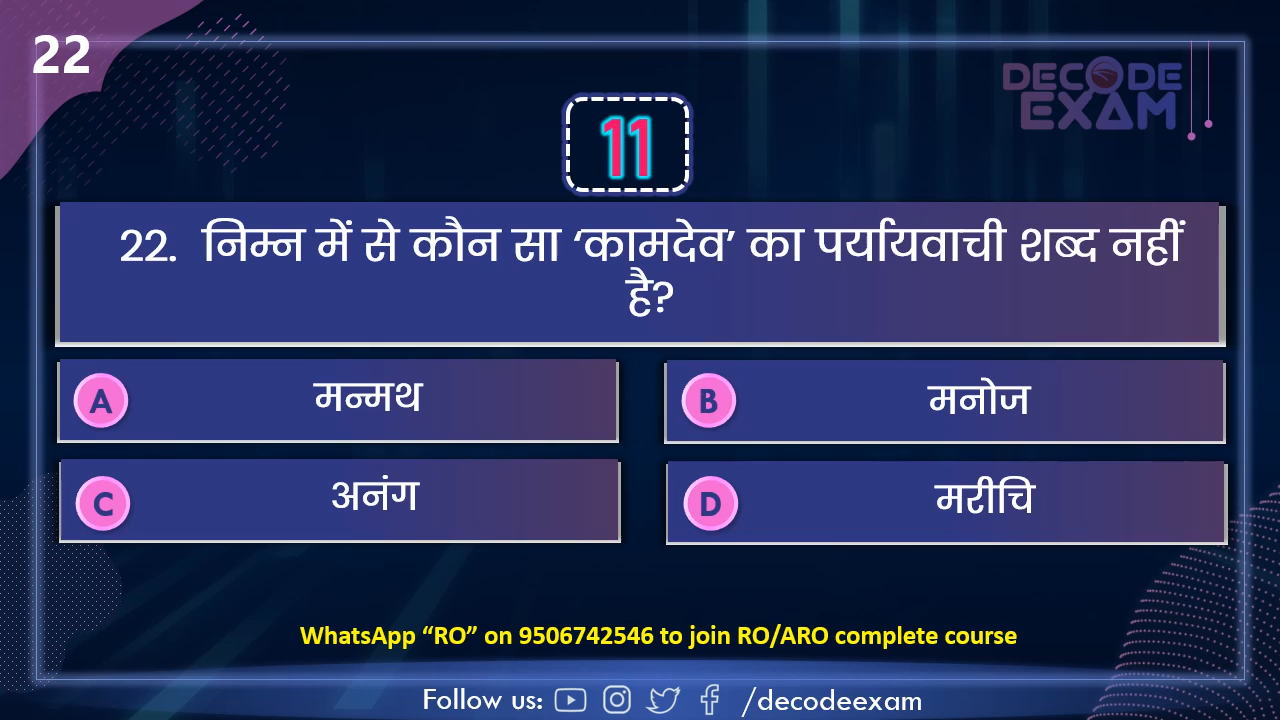 22
DECODE
EXAM
11
22. निम्न में से कौन सा ‘कामदेव’ का पर्यायवाची शब्द नहीं
है?
A मन्मथ
B मनोज
C अनंग
D मरीचि
WhatsApp “RO” on 9506742546 to join RO/ARO complete course
Follow us: /decodeexam